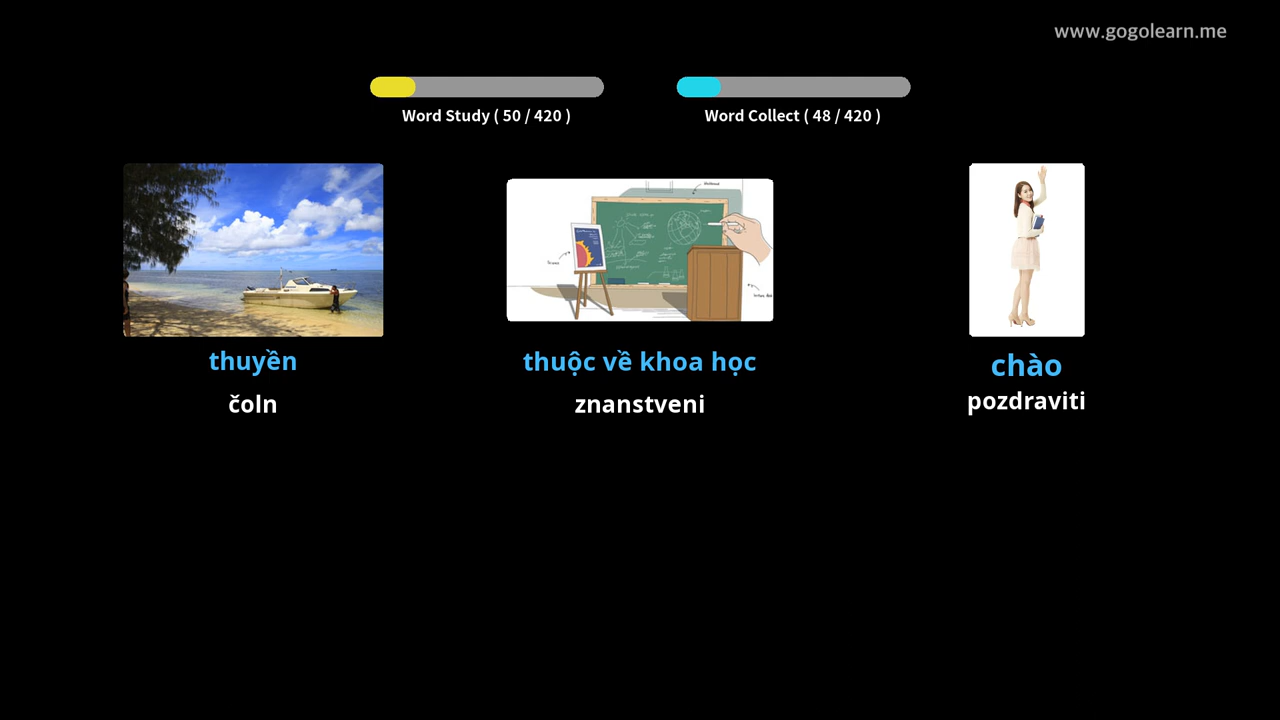 www.gogolearn.me
Word Study ( 50 / 420 )
Word Collect ( 48 / 420 )
thuyền
thuộc về khoa học
chào
čoln
znanstveni
pozdraviti